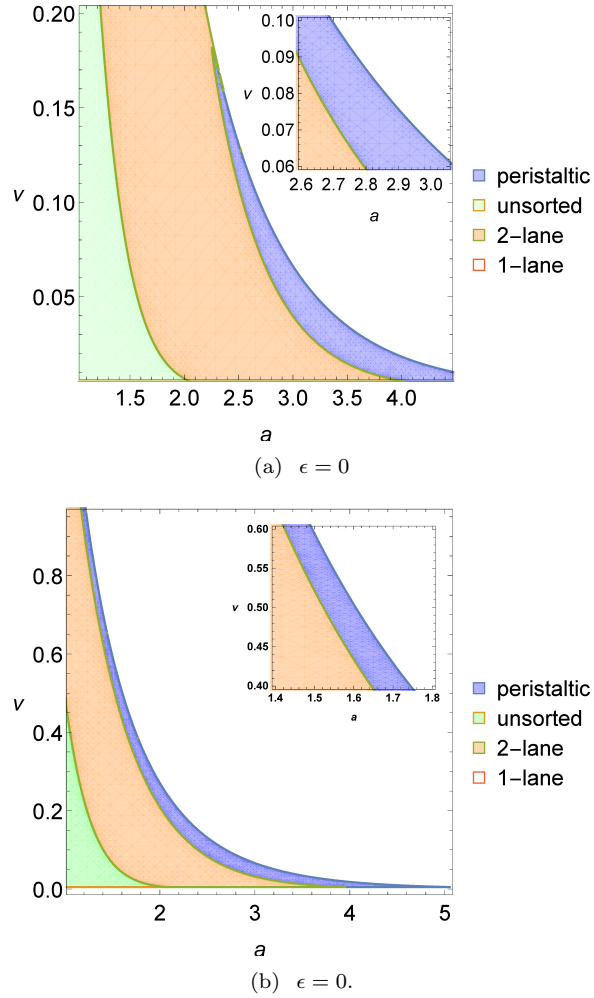 0.20
0.15
0.10
0.05
v
1.5 2.0 2.5 3.0 3.5 4.0
a
0.10
0.09
0.08
0.07
0.06
v
2.6 2.7 2.8 2.9 3.0
a
peristaltic
unsorted
2−lane
1−lane
(a) ϵ = 0
0.8
0.6
0.4
0.2
0.0
v
2 3 4 5
a
0.60
0.55
0.50
0.45
0.40
v
1.4 1.5 1.6 1.7 1.8
a
peristaltic
unsorted
2−lane
1−lane
(b) ϵ = 0.